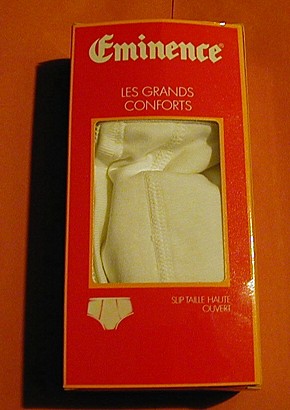 Eminence®
LES GRANDS
CONFORTS
SLIP TAILLE HAUTE
OUVERT